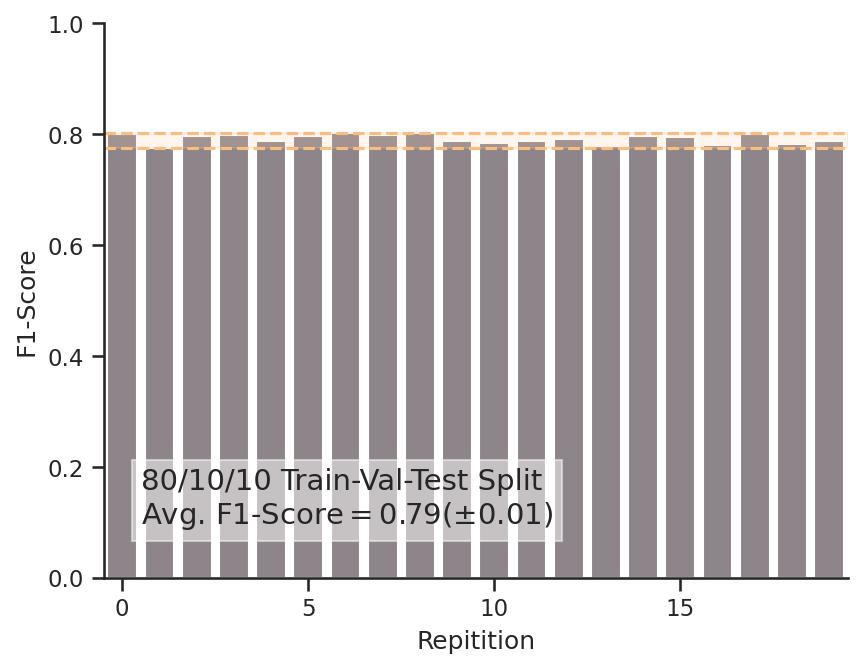 1.0
0.8
0.6
0.4
0.2
0.0
F1-Score
80/10/10 Train-Val-Test Split
Avg. F1-Score = 0.79(±0.01)
0 5 10 15
Repitition